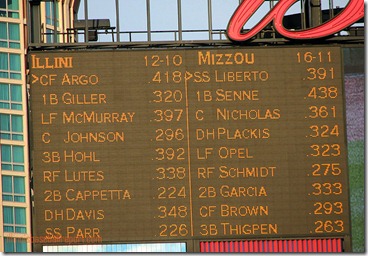 ILLINI 12-10 MIZZOU 16-11
>CF ARGO .418 >SS LIBERTO .391
1B GILLER .320 1B SENNE .438
LF MCMURRAY .397 C NICHOLAS .361
C JOHNSON .296 DH PLACKIS .324
3B HOHL .392 LF OPEL .323
RF LUTES .338 RF SCHMIDT .275
2B CAPPETTA .224 2B GARCIA .333
DH DAVIS .348 CF BROWN .293
SS PARR .226 3B THIGPEN .263